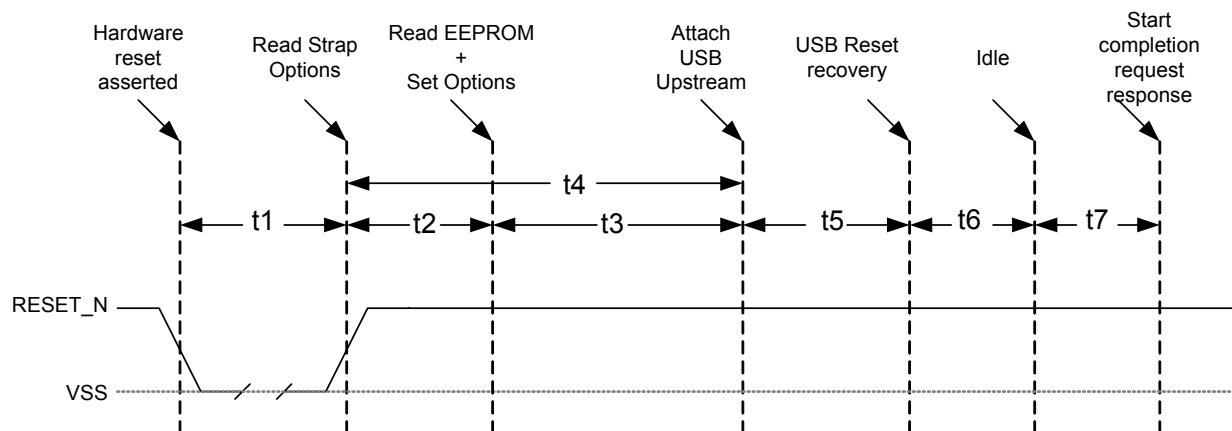 Hardware
reset
asserted
Read Strap
Options
Read EEPROM
+
Set Options
Attach
USB
Upstream
USB Reset
recovery
Idle
Start
completion
request
response
t4
t1
t2
t3
t5
t6
t7
RESET_N
VSS